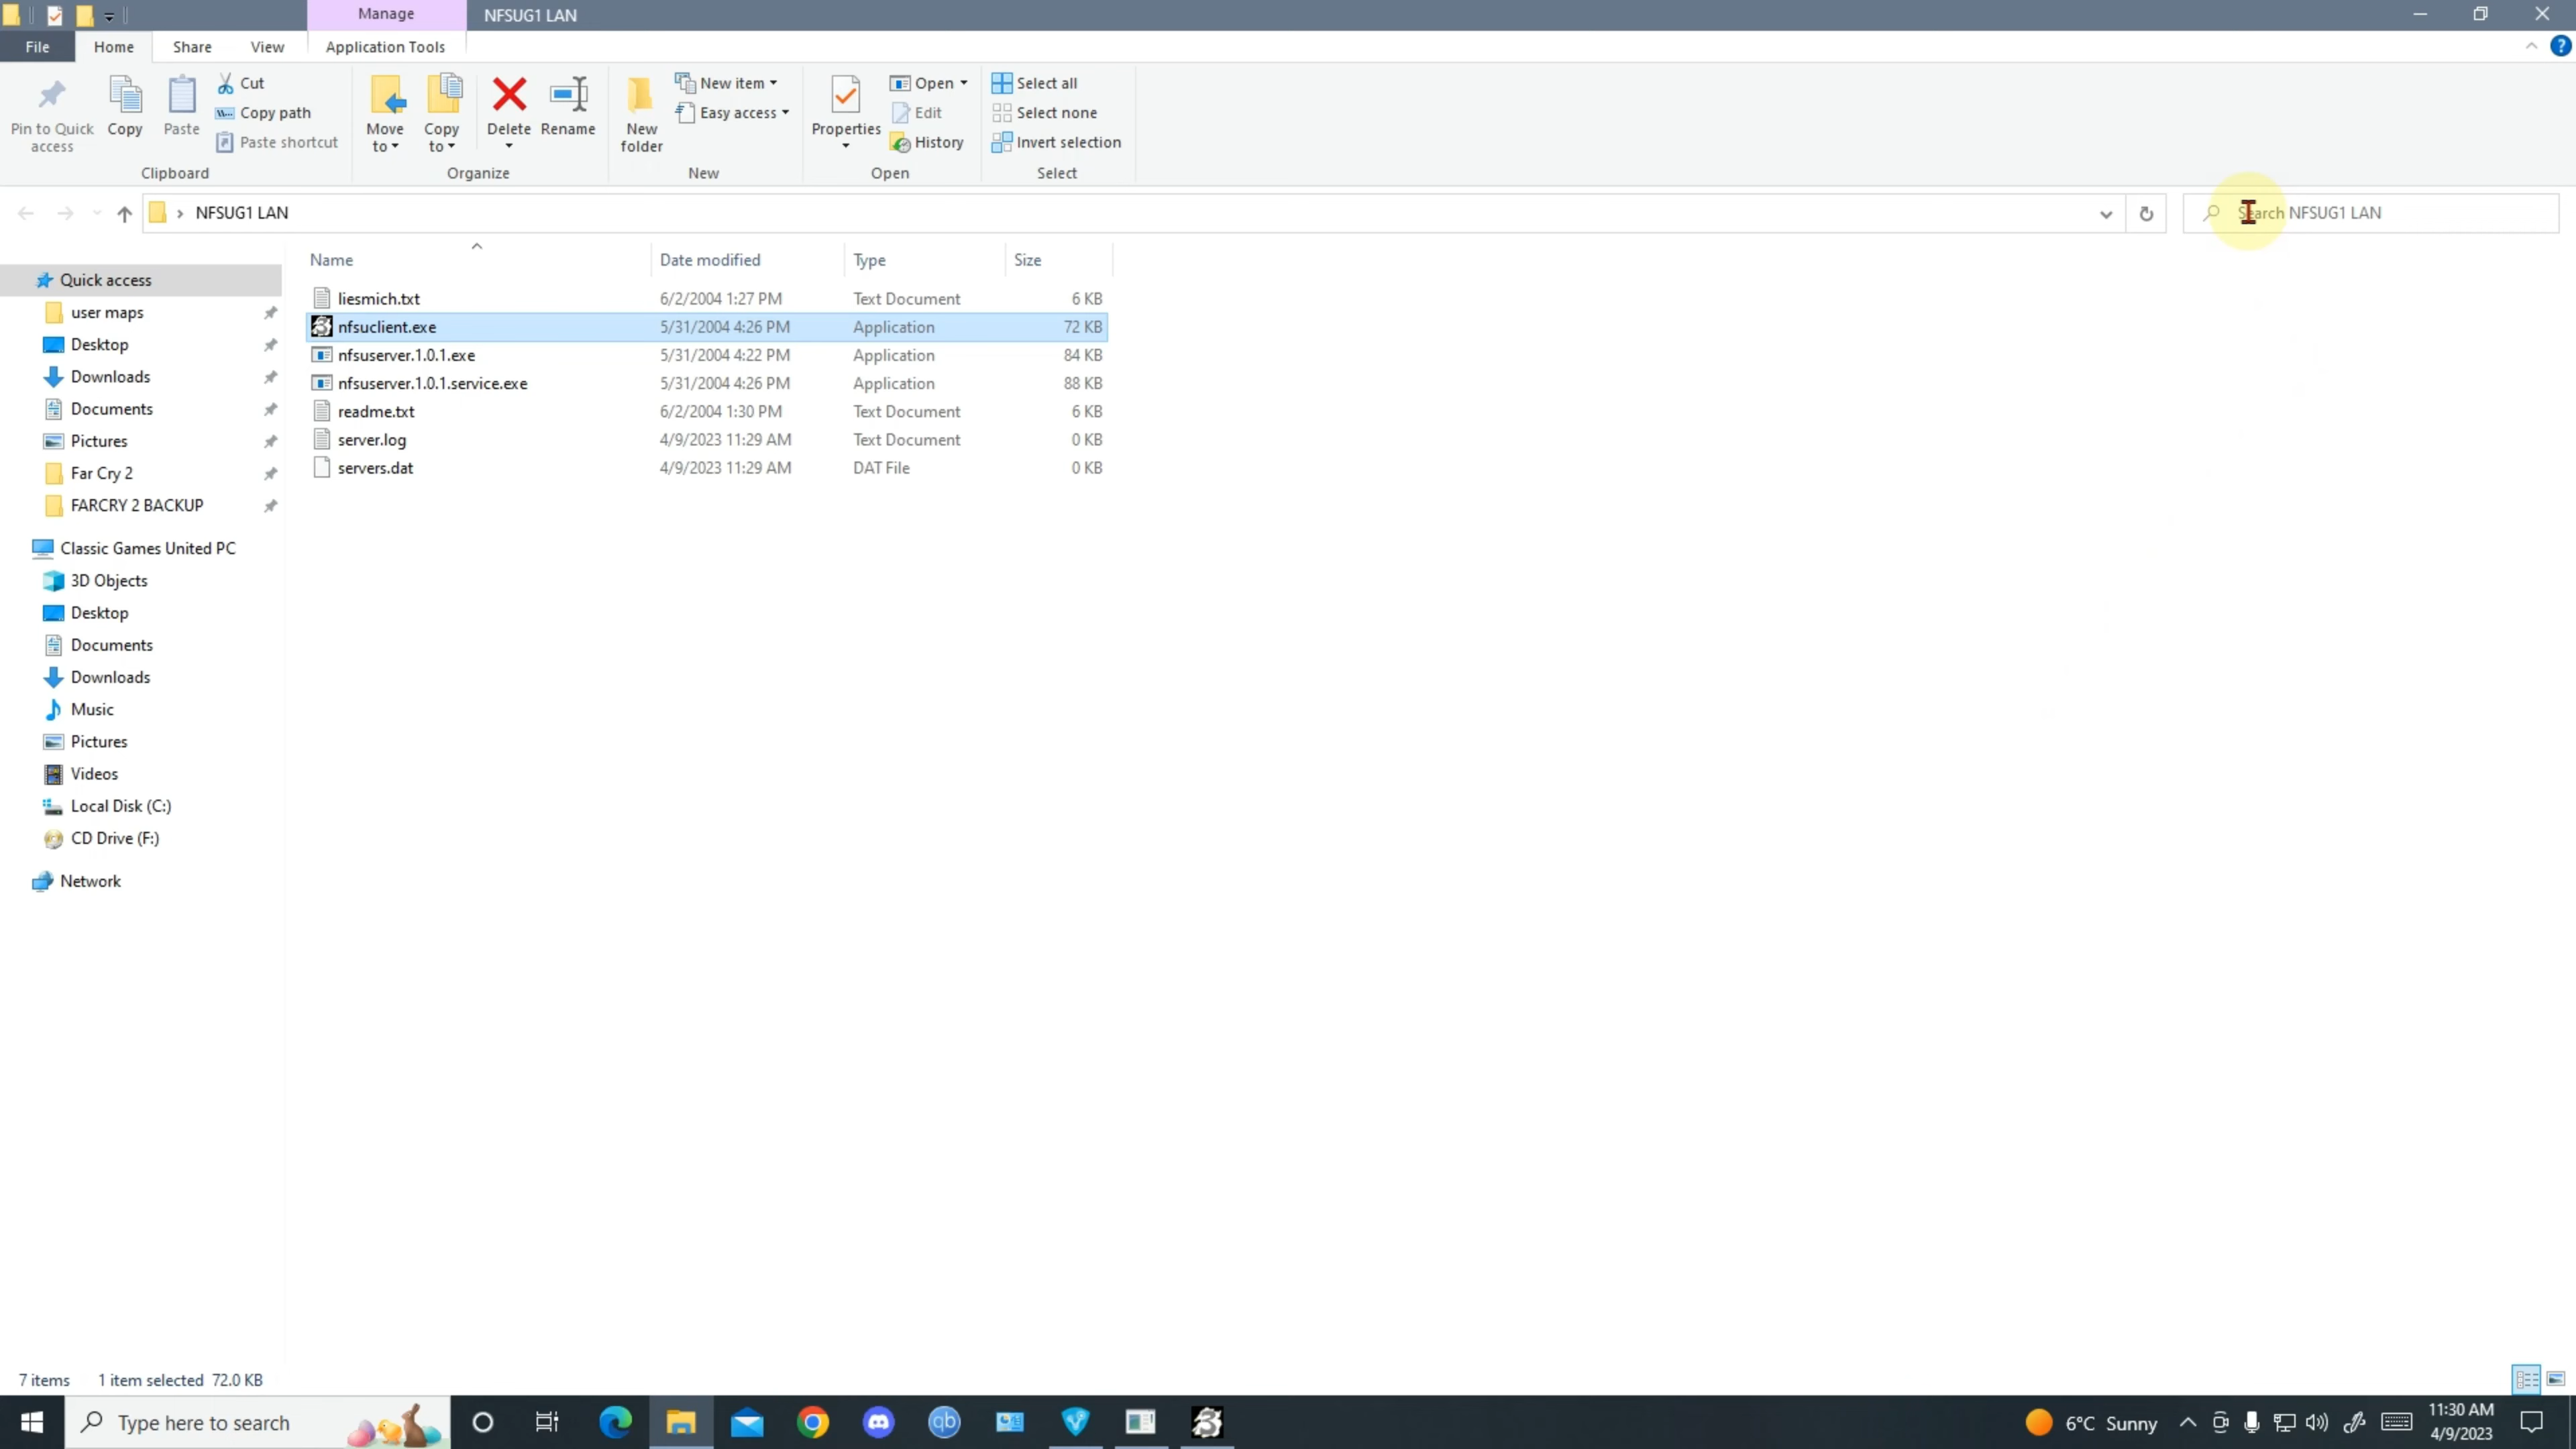 Manage
NFSUG1 LAN
File
Home
Share
View
Application Tools
Pin to Quick access
Copy
Paste
Cut
Copy path
Paste shortcut
Clipboard
Move to
Copy to
Delete
Rename
Organize
New folder
New item
Easy access
New
Properties
Open
Edit
History
Open
Select all
Select none
Invert selection
Select
NFSUG1 LAN
Search NFSUG1 LAN
Name Date modified Type Size
liesmich.txt 6/2/2004 1:27 PM Text Document 6 KB
nfsuclient.exe 5/31/2004 4:26 PM Application 72 KB
nfsuserver.1.0.1.exe 5/31/2004 4:22 PM Application 84 KB
nfsuserver.1.0.1.service.exe 5/31/2004 4:26 PM Application 88 KB
readme.txt 6/2/2004 1:30 PM Text Document 6 KB
server.log 4/9/2023 11:29 AM Text Document 0 KB
servers.dat 4/9/2023 11:29 AM DAT File 0 KB
Quick access
user maps
Desktop
Downloads
Documents
Pictures
Far Cry 2
FARCRY 2 BACKUP
Classic Games United PC
3D Objects
Desktop
Documents
Downloads
Music
Pictures
Videos
Local Disk (C:)
CD Drive (F:)
Network
7 items 1 item selected 72.0 KB
Type here to search
qb
6°C Sunny
11:30 AM
4/9/2023